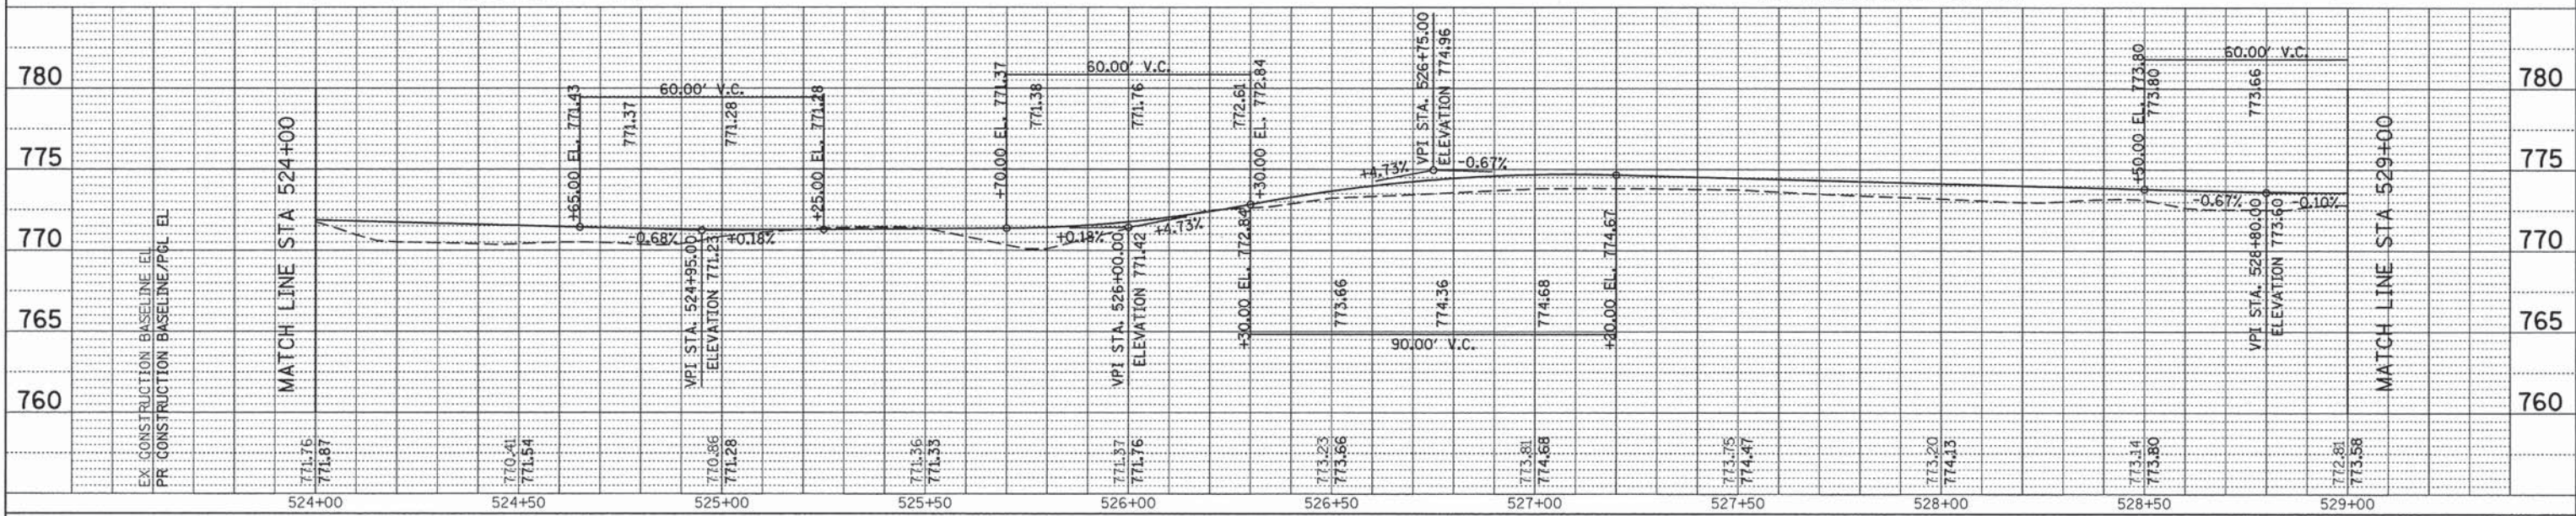 780
775
770
765
760
EX CONSTRUCTION BASELINE EL
PR CONSTRUCTION BASELINE/PGL EL
MATCH LINE STA 524+00
+65.00 EL. 771.43
771.37
60.00' V.C.
771.28
+25.00 EL. 771.28
-0.68%
+0.18%
VPI STA. 524+95.00
ELEVATION 771.23
+70.00 EL. 771.37
771.38
60.00' V.C.
771.76
772.61
+30.00 EL. 772.84
+0.18%
+4.73%
VPI STA. 526+00.00
ELEVATION 771.42
VPI STA. 526+75.00
ELEVATION 774.96
+4.73%
-0.67%
+30.00 EL. 772.84
773.66
774.36
774.68
+20.00 EL. 774.67
90.00' V.C.
+50.00 EL. 773.80
773.80
60.00' V.C.
773.66
-0.67%
-0.10%
VPI STA. 528+80.00
ELEVATION 773.60
MATCH LINE STA 529+00
780
775
770
765
760
771.76
771.87
770.41
771.54
770.86
771.28
771.36
771.33
771.37
771.76
773.23
773.66
773.81
774.68
773.75
774.47
773.20
774.13
773.14
773.80
772.81
773.58
524+00
524+50
525+00
525+50
526+00
526+50
527+00
527+50
528+00
528+50
529+00